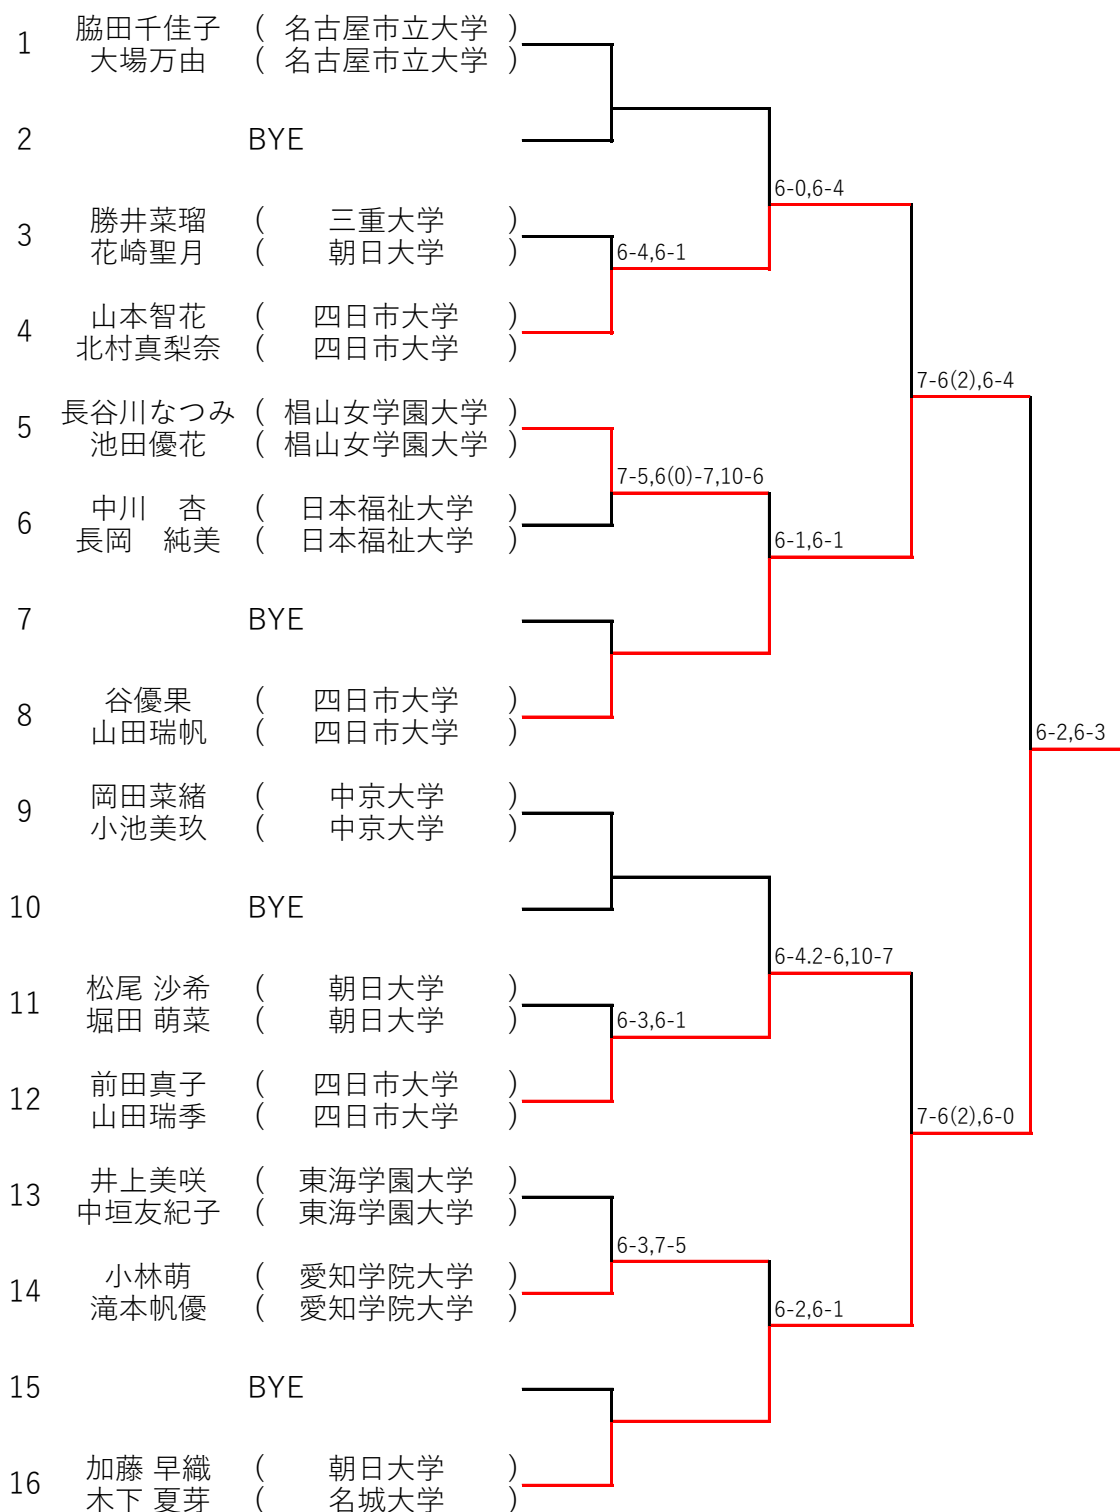 1 脇田千佳子 ( 名古屋市立大学 )
大場万由 ( 名古屋市立大学 )
2 BYE
6-0,6-4
3 勝井菜瑠 ( 三重大学 )
花崎聖月 ( 朝日大学 )
6-4,6-1
4 山本智花 ( 四日市大学 )
北村真梨奈 ( 四日市大学 )
7-6(2),6-4
5 長谷川なつみ ( 椙山女学園大学 )
池田優花 ( 椙山女学園大学 )
7-5,6(0)-7,10-6
6 中川　杏 ( 日本福祉大学 )
長岡　純美 ( 日本福祉大学 )
6-1,6-1
7 BYE
8 谷優果 ( 四日市大学 )
山田瑞帆 ( 四日市大学 )
6-2,6-3
9 岡田菜緒 ( 中京大学 )
小池美玖 ( 中京大学 )
10 BYE
6-4.2-6,10-7
11 松尾 沙希 ( 朝日大学 )
堀田 萌菜 ( 朝日大学 )
6-3,6-1
12 前田真子 ( 四日市大学 )
山田瑞季 ( 四日市大学 )
7-6(2),6-0
13 井上美咲 ( 東海学園大学 )
中垣友紀子 ( 東海学園大学 )
6-3,7-5
14 小林萌 ( 愛知学院大学 )
滝本帆優 ( 愛知学院大学 )
6-2,6-1
15 BYE
16 加藤 早織 ( 朝日大学 )
木下 夏芽 ( 名城大学 )